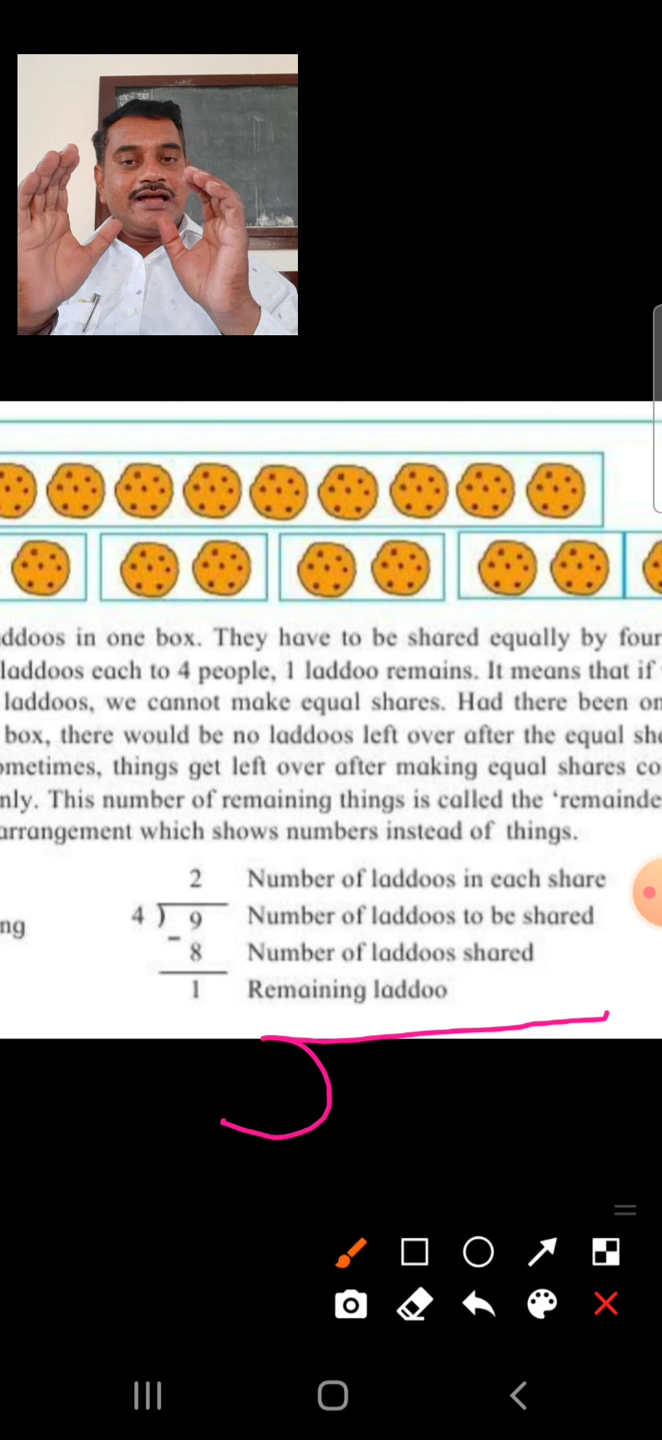 ddoos in one box. They have to be shared equally by four
laddoos each to 4 people, 1 laddoo remains. It means that if
laddoos, we cannot make equal shares. Had there been
box, there would be no laddoos left over after the equal
ometimes, things get left over after making equal shares
nly. This number of remaining things is called the ‘remainde
arrangement which shows numbers instead of things.
2 Number of laddoos in each share
ng 4 ) 9 Number of laddoos to be shared
− 8 Number of laddoos shared
1 Remaining laddoo